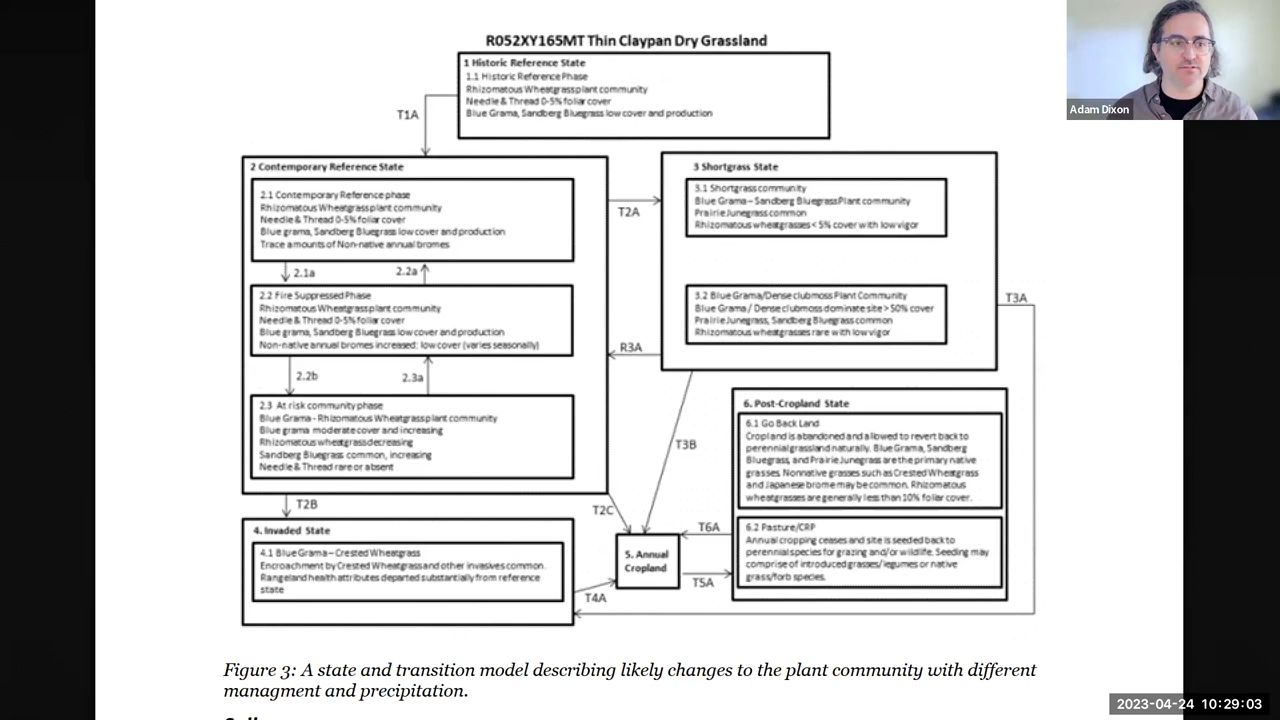 R052XY165MT Thin Claypan Dry Grassland
1 Historic Reference State
1.1 Historic Reference Phase
Rhizomatous Wheatgrass plant community
Needle & Thread 0-5% foliar cover
Blue Grama, Sandberg Bluegrass low cover and production
T1A
2 Contemporary Reference State
2.1 Contemporary Reference phase
Rhizomatous Wheatgrass plant community
Needle & Thread 0-5% foliar cover
Blue grama, Sandberg Bluegrass low cover and production
Trace amounts of Non-native annual bromes
2.1a
2.2a
2.2 Fire Suppressed Phase
Rhizomatous Wheatgrass plant community
Needle & Thread 0-5% foliar cover
Blue grama, Sandberg Bluegrass low cover and production
Non-native annual bromes increased: low cover (varies seasonally)
2.2b
2.3a
2.3 At risk community phase
Blue Grama - Rhizomatous Wheatgrass plant community
Blue grama moderate cover and increasing
Rhizomatous wheatgrass decreasing
Sandberg Bluegrass common, increasing
Needle & Thread rare or absent
T2A
R3A
3 Shortgrass State
3.1 Shortgrass community
Blue Grama – Sandberg Bluegrass Plant community
Prairie Junegrass common
Rhizomatous wheatgrasses < 5% cover with low vigor
3.2 Blue Grama/Dense clubmoss Plant Community
Blue Grama / Dense clubmoss dominate site > 50% cover
Prairie Junegrass, Sandberg Bluegrass common
Rhizomatous wheatgrasses rare with low vigor
T3A
T3B
T2B
T2C
4. Invaded State
4.1 Blue Grama – Crested Wheatgrass
Encroachment by Crested Wheatgrass and other invasives common.
Rangeland health attributes departed substantially from reference
state
T4A
5. Annual
Cropland
T6A
T5A
6. Post-Cropland State
6.1 Go Back Land
Cropland is abandoned and allowed to revert back to
perennial grassland naturally. Blue Grama, Sandberg
Bluegrass, and Prairie Junegrass are the primary native
grasses. Nonnative grasses such as Crested Wheatgrass
and Japanese brome may be common. Rhizomatous
wheatgrasses are generally less than 10% foliar cover.
6.2 Pasture/CRP
Annual cropping ceases and site is seeded back to
perennial species for grazing and/or wildlife. Seeding may
comprise of introduced grasses/legumes or native
grass/forb species.
Figure 3: A state and transition model describing likely changes to the plant community with different
managment and precipitation.
Adam Dixon
2023-04-24 10:29:03